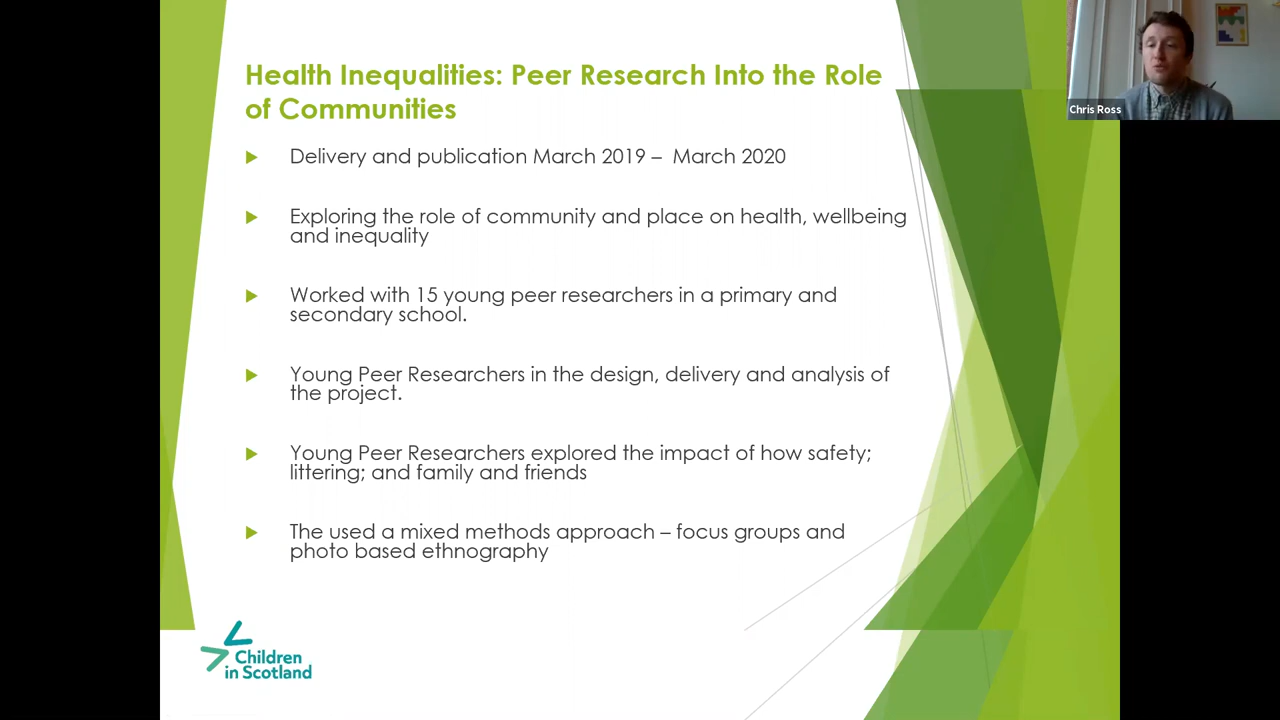 Health Inequalities: Peer Research Into the Role
of Communities
Delivery and publication March 2019 – March 2020
Exploring the role of community and place on health, wellbeing
and inequality
Worked with 15 young peer researchers in a primary and
secondary school.
Young Peer Researchers in the design, delivery and analysis of
the project.
Young Peer Researchers explored the impact of how safety;
littering; and family and friends
The used a mixed methods approach – focus groups and
photo based ethnography
Children
in Scotland
Chris Ross